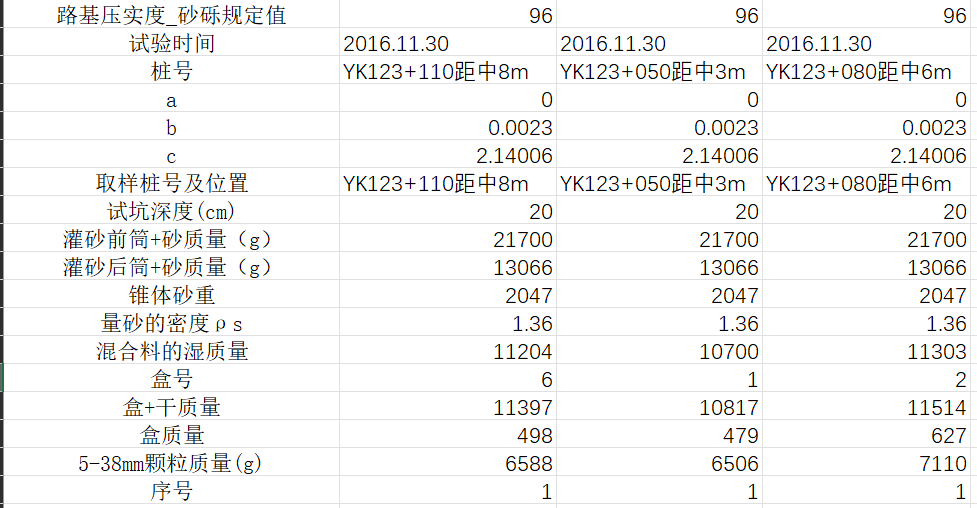 路基压实度_砂砾规定值 96 96 96
试验时间 2016.11.30 2016.11.30 2016.11.30
桩号 YK123+110距中8m YK123+050距中3m YK123+080距中6m
a 0 0 0
b 0.0023 0.0023 0.0023
c 2.14006 2.14006 2.14006
取样桩号及位置 YK123+110距中8m YK123+050距中3m YK123+080距中6m
试坑深度(cm) 20 20 20
灌砂前筒+砂质量（g） 21700 21700 21700
灌砂后筒+砂质量（g） 13066 13066 13066
锥体砂重 2047 2047 2047
量砂的密度ρs 1.36 1.36 1.36
混合料的湿质量 11204 10700 11303
盒号 6 1 2
盒+干质量 11397 10817 11514
盒质量 498 479 627
5-38mm颗粒质量(g) 6588 6506 7110
序号 1 1 1